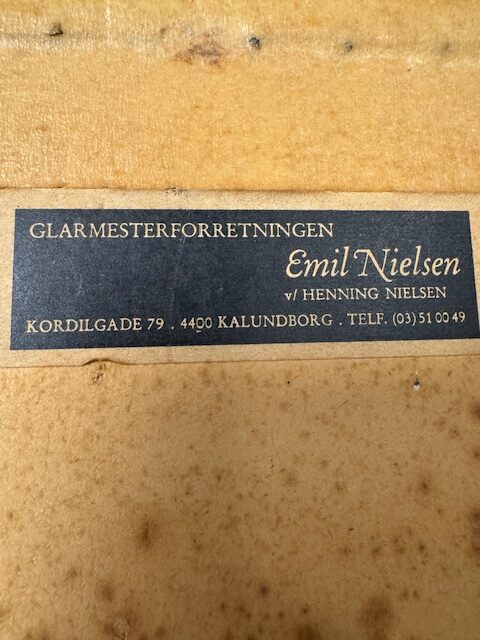 GLARMESTERFORRETNINGEN
Emil Nielsen
v/ HENNING NIELSEN
KORDILGADE 79 . 4400 KALUNDBORG . TELF. (03) 51 00 49